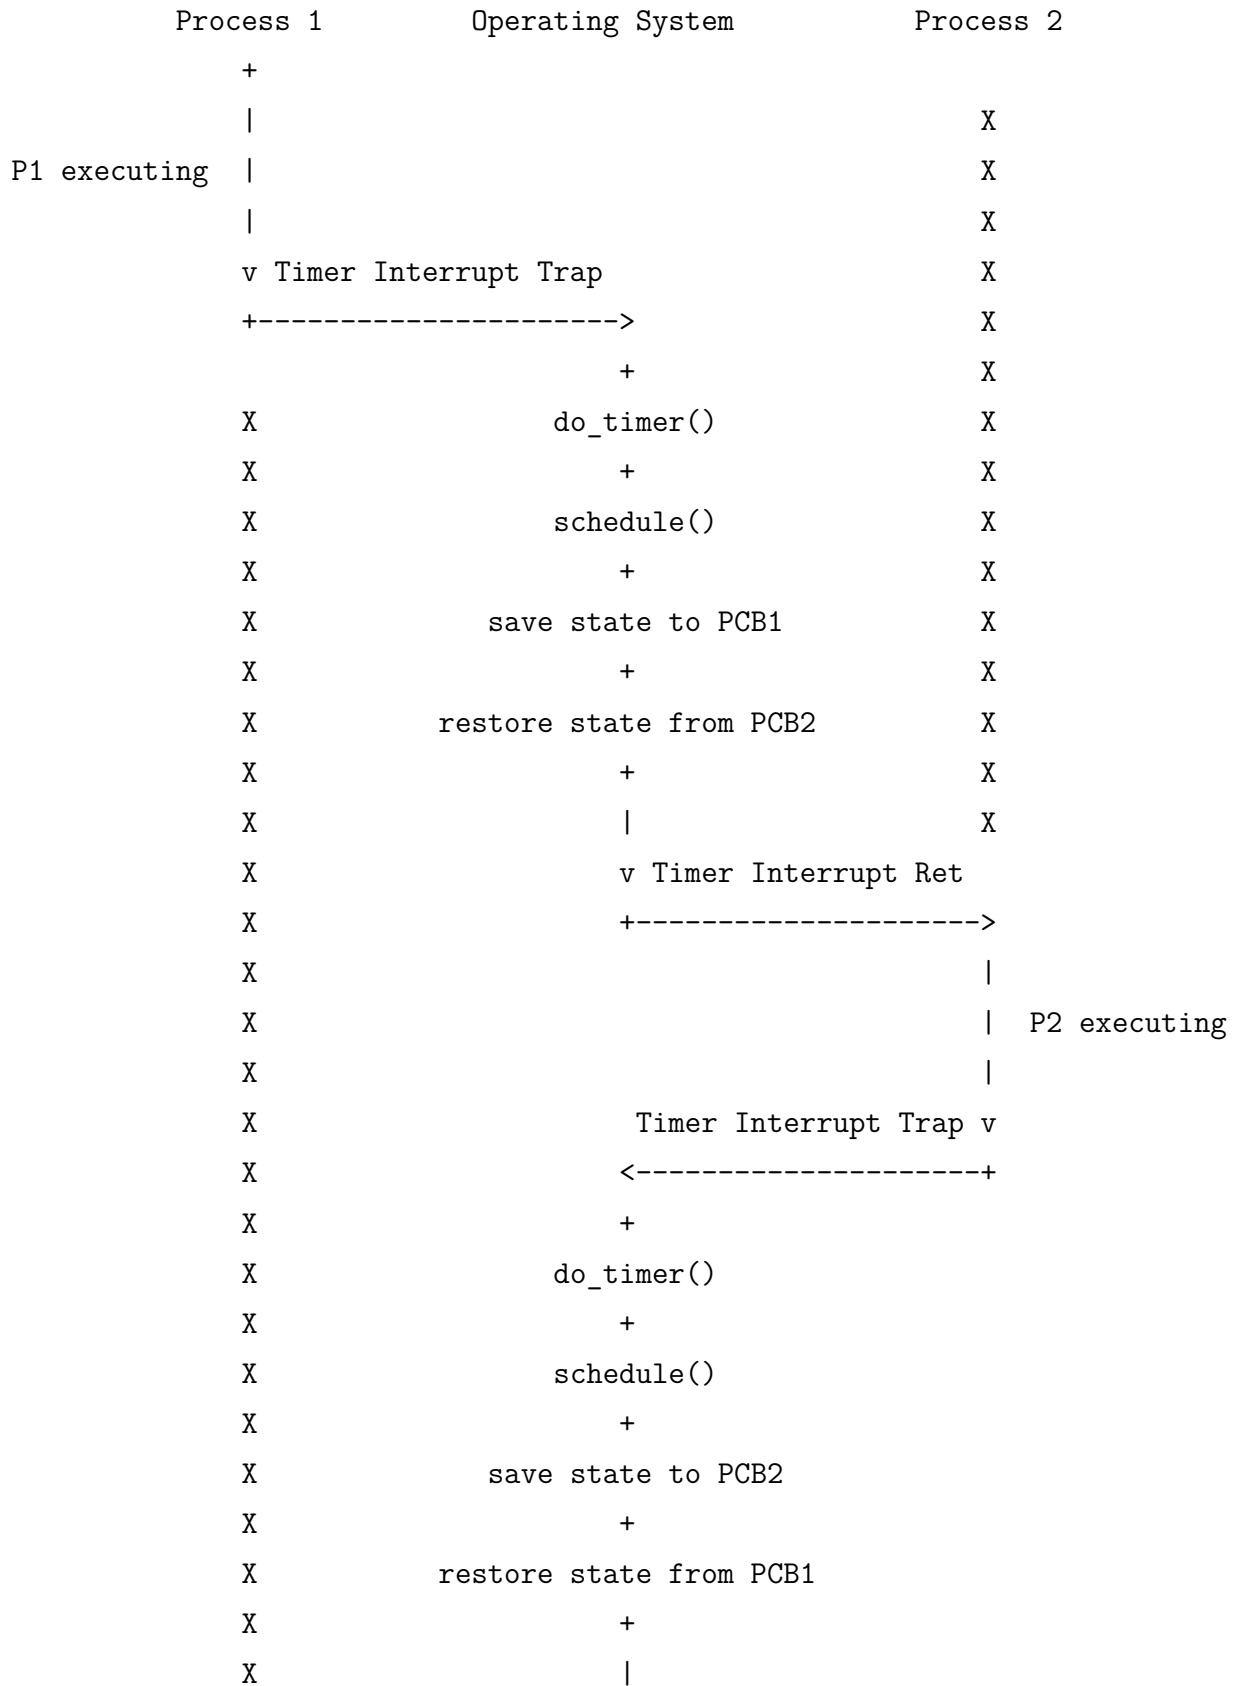 Process 1         Operating System           Process 2
              +
              |                                            X
P1 executing  |                                            X
              |                                            X
              v Timer Interrupt Trap                       X
              +---------------------->                     X
                                     +                     X
              X                  do_timer()                X
              X                      +                     X
              X                  schedule()                X
              X                      +                     X
              X              save state to PCB1            X
              X                      +                     X
              X           restore state from PCB2          X
              X                      +                     X
              X                      |                     X
              X                      v Timer Interrupt Ret
              X                      +--------------------->
              X                                            |
              X                                            |  P2 executing
              X                                            |
              X                       Timer Interrupt Trap v
              X                      <---------------------+
              X                      +
              X                  do_timer()
              X                      +
              X                  schedule()
              X                      +
              X              save state to PCB2
              X                      +
              X           restore state from PCB1
              X                      +
              X                      |